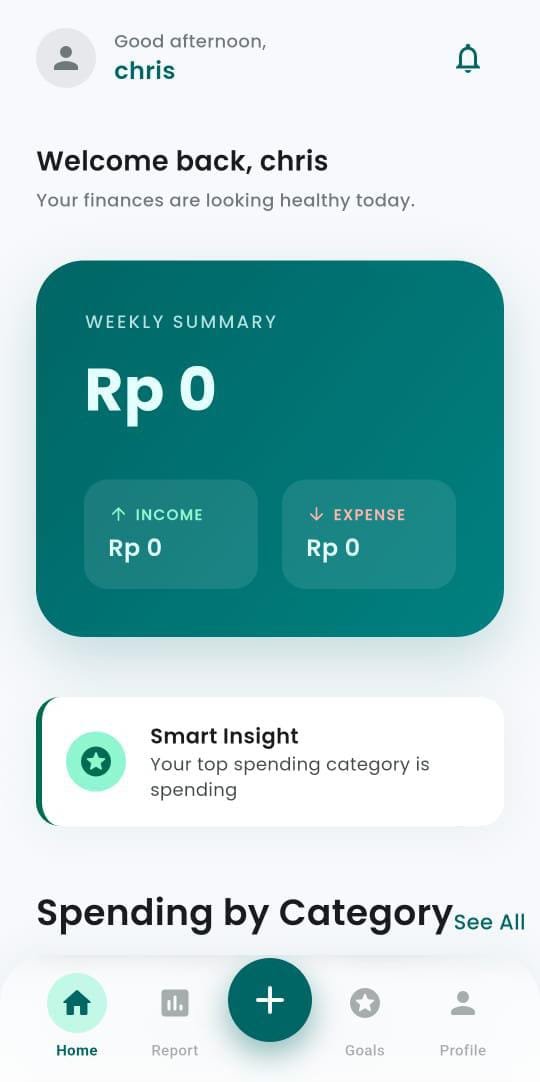 Good afternoon,
chris
Welcome back, chris
Your finances are looking healthy today.
WEEKLY SUMMARY
Rp 0
INCOME
Rp 0
EXPENSE
Rp 0
Smart Insight
Your top spending category is
spending
Spending by Category
See All
Home
Report
Goals
Profile